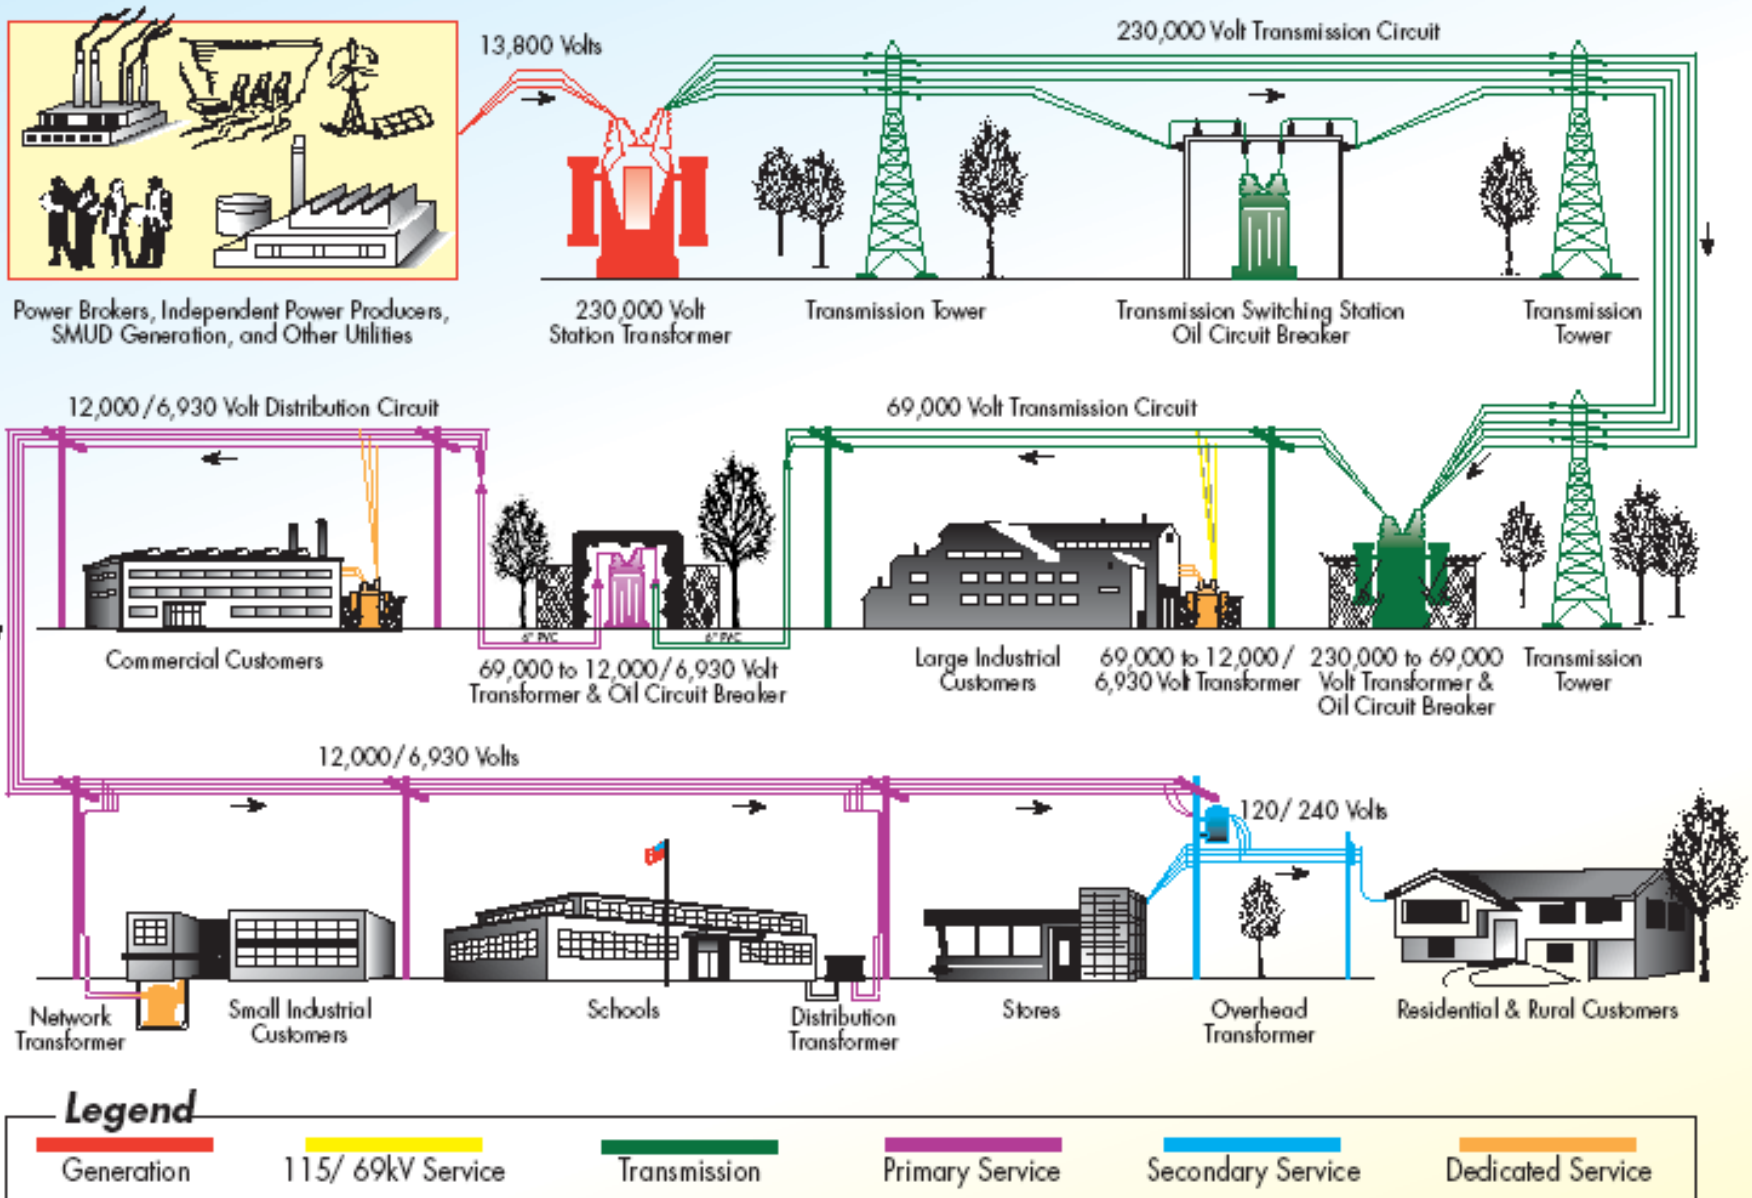 13,800 Volts
230,000 Volt Transmission Circuit
Power Brokers, Independent Power Producers,
SMUD Generation, and Other Utilities
230,000 Volt
Station Transformer
Transmission Tower
Transmission Switching Station
Oil Circuit Breaker
Transmission
Tower
12,000/6,930 Volt Distribution Circuit
69,000 Volt Transmission Circuit
6" PVC
6" PVC
Commercial Customers
69,000 to 12,000/6,930 Volt
Transformer & Oil Circuit Breaker
Large Industrial
Customers
69,000 to 12,000/
6,930 Volt Transformer
230,000 to 69,000
Volt Transformer &
Oil Circuit Breaker
Transmission
Tower
12,000/6,930 Volts
120/ 240 Volts
Network
Transformer
Small Industrial
Customers
Schools
Distribution
Transformer
Stores
Overhead
Transformer
Residential & Rural Customers
Legend
Generation
115/ 69kV Service
Transmission
Primary Service
Secondary Service
Dedicated Service